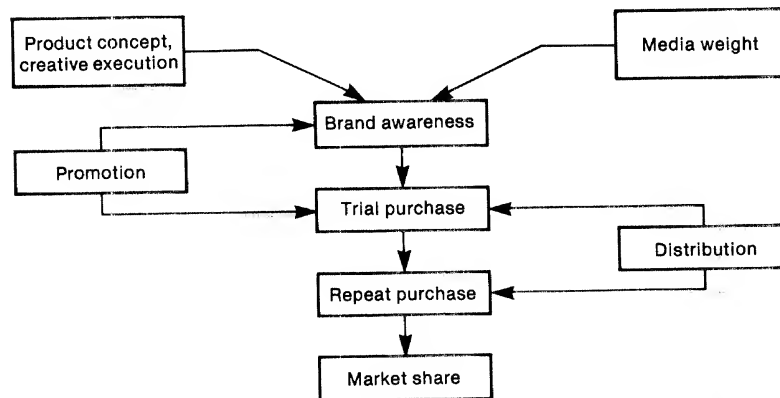 Product concept,
creative execution
Media weight
Brand awareness
Promotion
Trial purchase
Distribution
Repeat purchase
Market share